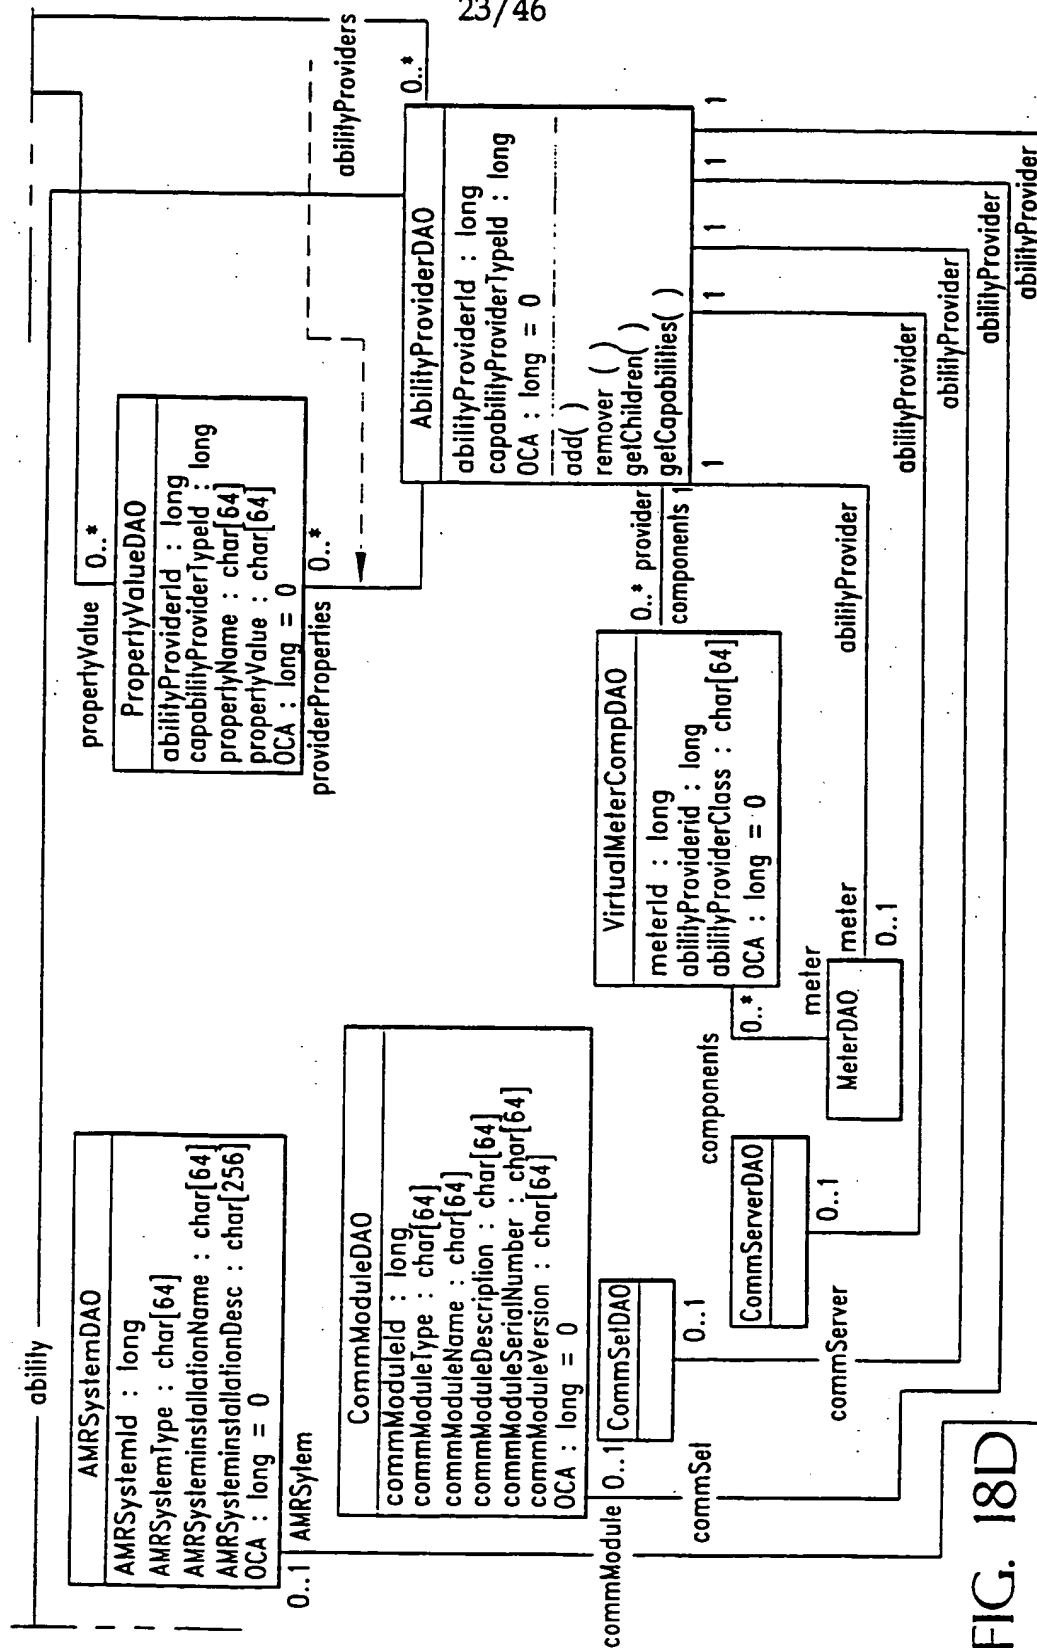 23/46
ability
AMRSystemDAO
AMRSystemId : long
AMRSystemType : char[64]
AMRSysteminstallationName : char[64]
AMRSysteminstallationDesc : char[256]
OCA : long = 0
0..1
AMRSytem
propertyValue
0..*
PropertyValueDAO
abilityProviderId : long
capabilityProviderTypeId : long
propertyName : char[64]
propertyValue : char[64]
OCA : long = 0
0..*
providerProperties
abilityProviders
0..*
AbilityProviderDAO
abilityProviderId : long
capabilityProviderTypeId : long
OCA : long = 0
add( )
remover ( )
getChildren( )
getCapabilities( )
CommModuleDAO
commModuleId : long
commModuleType : char[64]
commModuleName : char[64]
commModuleDescription : char[64]
commModuleSerialNumber : char[64]
commModuleVersion : char[64]
OCA : long = 0
commModule
0..1
VirtualMeterCompDAO
meterId : long
abilityProviderid : long
abilityProviderClass : char[64]
OCA : long = 0
0..*
provider
components
1
1
1
1
1
1
components
0..*
meter
MeterDAO
meter
0..1
abilityProvider
CommSetDAO
0..1
commSet
CommServerDAO
0..1
commServer
abilityProvider
abilityProvider
abilityProvider
abilityProvider
FIG. 18D